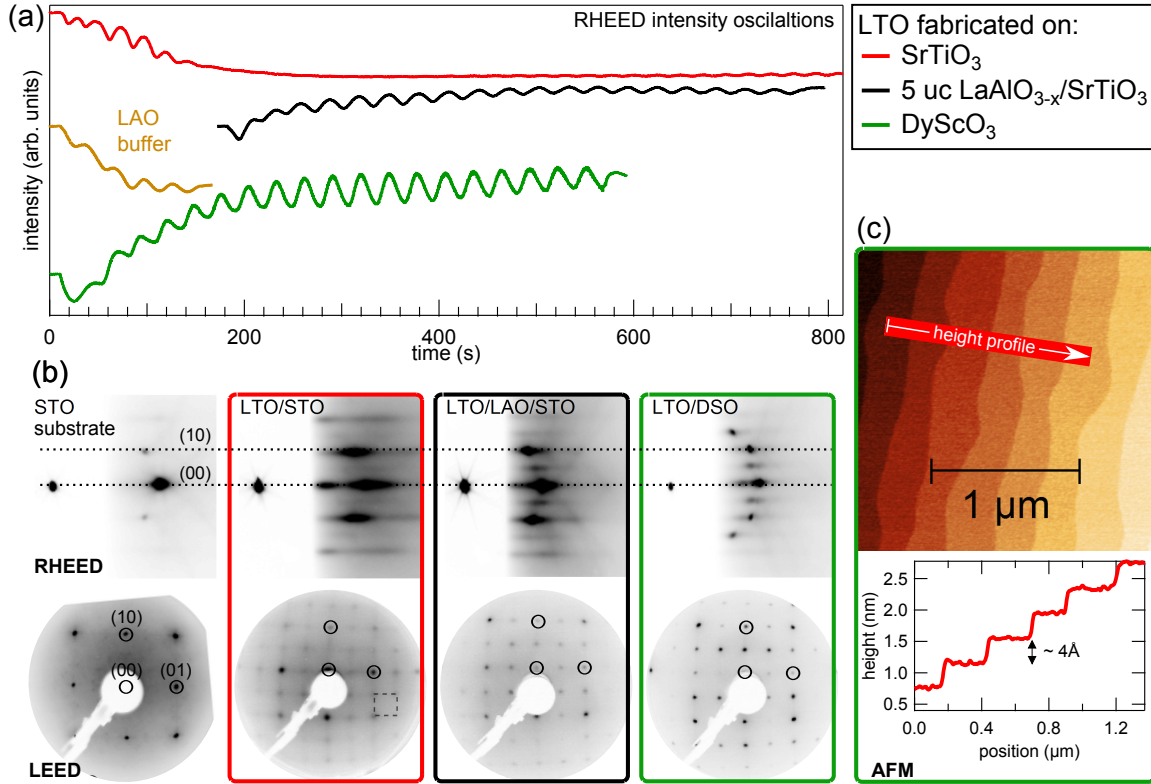 (a)
RHEED intensity oscilaltions
LAO
buffer
intensity (arb. units)
0
200
400
600
800
time (s)
LTO fabricated on:
SrTiO₃
5 uc LaAlO₃₋ₓ/SrTiO₃
DyScO₃
(b)
STO
substrate
(10)
(00)
RHEED
LTO/STO
LTO/LAO/STO
LTO/DSO
(10)
(00)
(01)
LEED
(c)
height profile
1 μm
height (nm)
2.5
2.0
1.5
1.0
0.5
~ 4Å
0.0
0.4
0.8
1.2
position (μm)
AFM